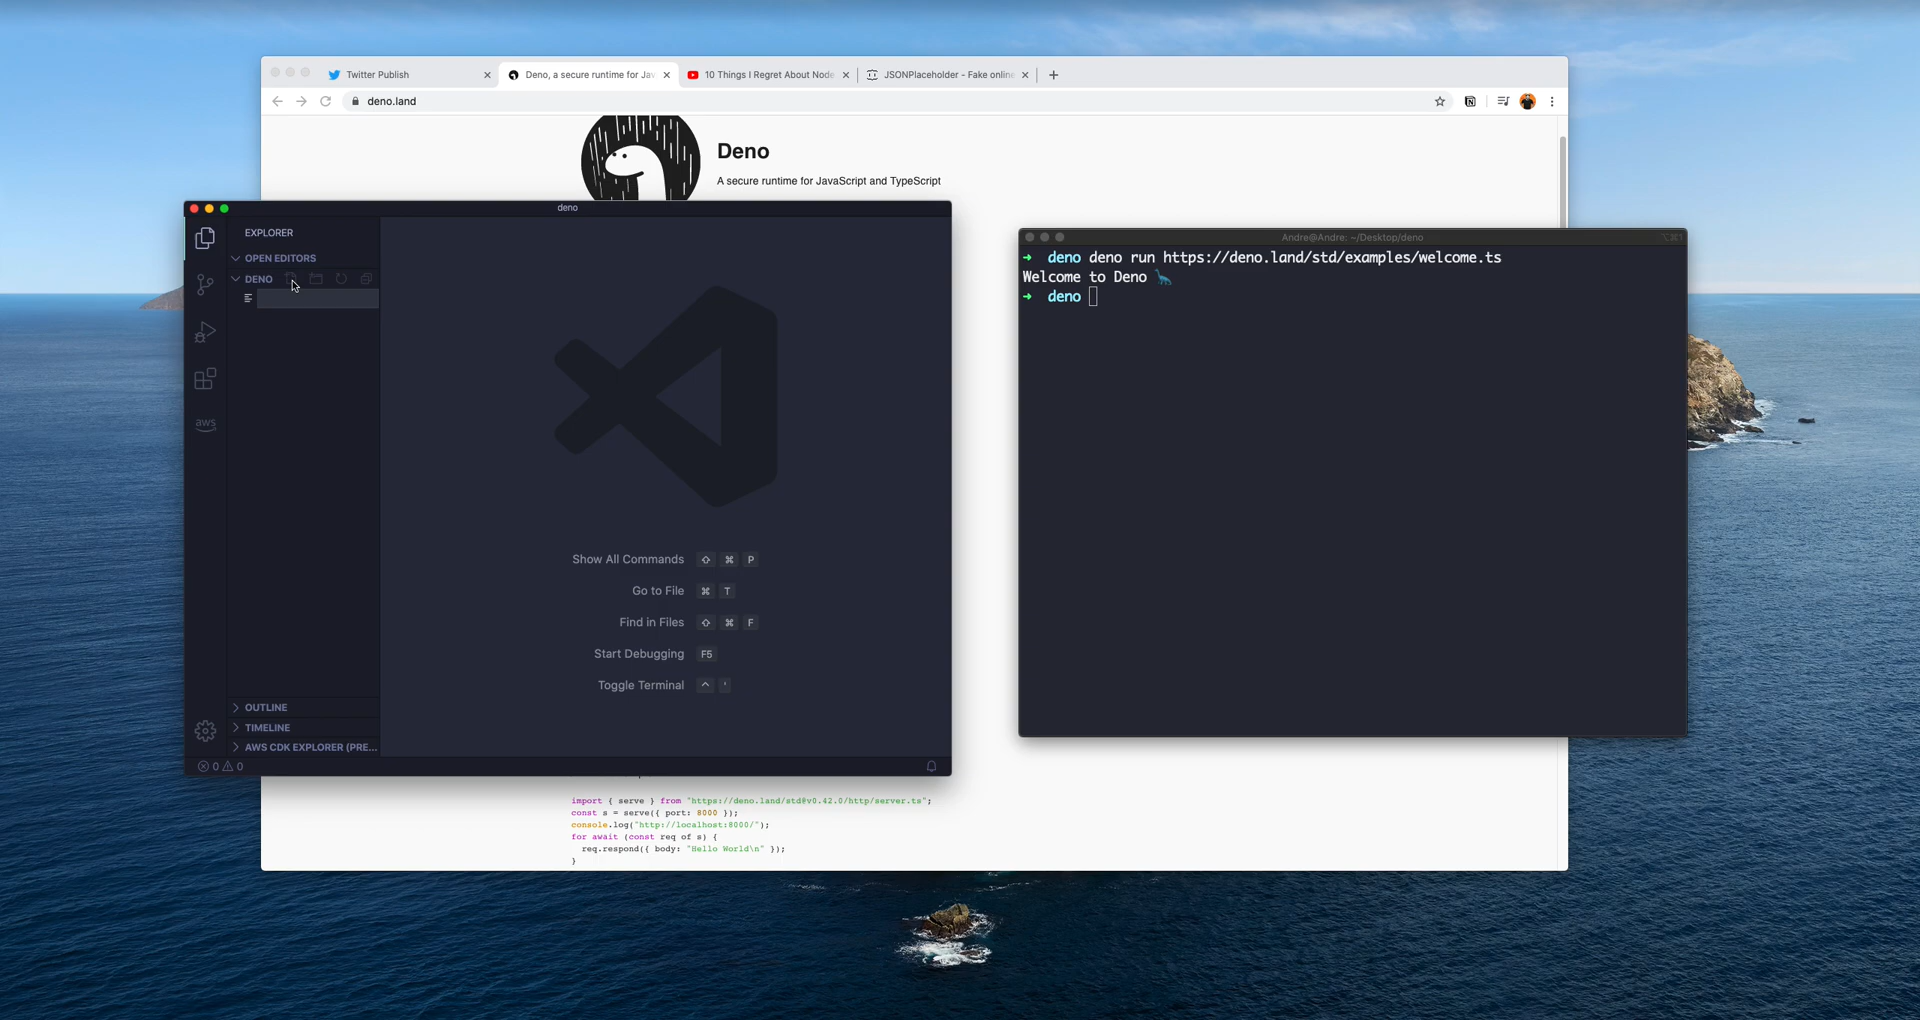 Twitter Publish
Deno, a secure runtime for Jav
10 Things I Regret About Node
JSONPlaceholder - Fake online
deno.land
Deno
A secure runtime for JavaScript and TypeScript
deno
EXPLORER
OPEN EDITORS
DENO
aws
Show All Commands ⇧ ⌘ P
Go to File ⌘ T
Find in Files ⇧ ⌘ F
Start Debugging F5
Toggle Terminal ^ '
OUTLINE
TIMELINE
AWS CDK EXPLORER (PRE...
0 0
Andre@Andre: ~/Desktop/deno
➜ deno deno run https://deno.land/std/examples/welcome.ts
Welcome to Deno 🦕
➜ deno
import { serve } from "https://deno.land/std@v0.42.0/http/server.ts";
const s = serve({ port: 8000 });
console.log("http://localhost:8000/");
for await (const req of s) {
req.respond({ body: "Hello World\n" });
}